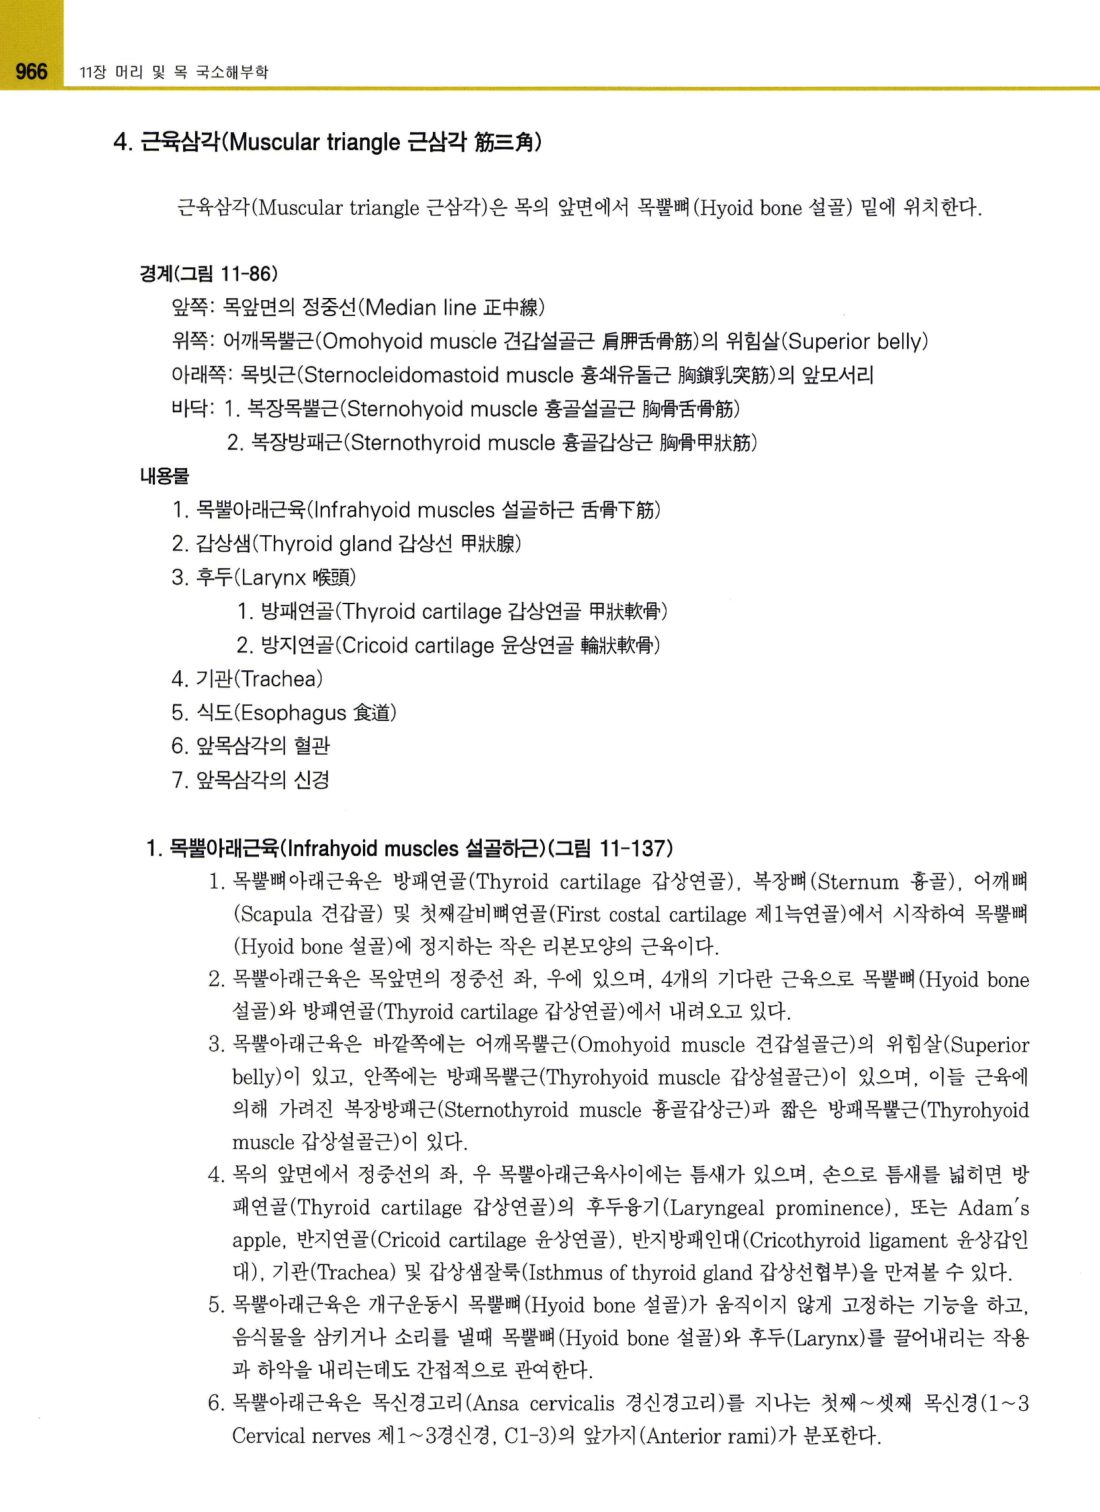 966 11장 머리 및 목 국소해부학
4. 근육삼각(Muscular triangle 근삼각 筋三角)
근육삼각(Muscular triangle 근삼각)은 목의 앞면에서 목뿔뼈(Hyoid bone 설골) 밑에 위치한다.
경계(그림 11-86)
앞쪽: 목앞면의 정중선(Median line 正中線)
위쪽: 어깨목뿔근(Omohyoid muscle 견갑설골근 肩胛舌骨筋)의 위힘살(Superior belly)
아래쪽: 목빗근(Sternocleidomastoid muscle 흉쇄유돌근 胸鎖乳突筋)의 앞모서리
바닥: 1. 복장목뿔근(Sternohyoid muscle 흉골설골근 胸骨舌骨筋)
2. 복장방패근(Sternothyroid muscle 흉골갑상근 胸骨甲狀筋)
내용물
1. 목뿔아래근육(Infrahyoid muscles 설골하근 舌骨下筋)
2. 갑상샘(Thyroid gland 갑상선 甲狀腺)
3. 후두(Larynx 喉頭)
1. 방패연골(Thyroid cartilage 갑상연골 甲狀軟骨)
2. 방지연골(Cricoid cartilage 윤상연골 輪狀軟骨)
4. 기관(Trachea)
5. 식도(Esophagus 食道)
6. 앞목삼각의 혈관
7. 앞목삼각의 신경
1. 목뿔아래근육(Infrahyoid muscles 설골하근)(그림 11-137)
1. 목뿔뼈아래근육은 방패연골(Thyroid cartilage 갑상연골), 복장뼈(Sternum 흉골), 어깨뼈
(Scapula 견갑골) 및 첫째갈비뼈연골(First costal cartilage 제1늑연골)에서 시작하여 목뿔뼈
(Hyoid bone 설골)에 정지하는 작은 리본모양의 근육이다.
2. 목뿔아래근육은 목앞면의 정중선 좌, 우에 있으며, 4개의 기다란 근육으로 목뿔뼈(Hyoid bone
설골)와 방패연골(Thyroid cartilage 갑상연골)에서 내려오고 있다.
3. 목뿔아래근육은 바깥쪽에는 어깨목뿔근(Omohyoid muscle 견갑설골근)의 위힘살(Superior
belly)이 있고, 안쪽에는 방패목뿔근(Thyrohyoid muscle 갑상설골근)이 있으며, 이들 근육에
의해 가려진 복장방패근(Sternothyroid muscle 흉골갑상근)과 짧은 방패목뿔근(Thyrohyoid
muscle 갑상설골근)이 있다.
4. 목의 앞면에서 정중선의 좌, 우 목뿔아래근육사이에는 틈새가 있으며, 손으로 틈새를 넓히면 방
패연골(Thyroid cartilage 갑상연골)의 후두융기(Laryngeal prominence), 또는 Adam's
apple, 반지연골(Cricoid cartilage 윤상연골), 반지방패인대(Cricothyroid ligament 윤상갑인
대), 기관(Trachea) 및 갑상샘잘룩(Isthmus of thyroid gland 갑상선협부)을 만져볼 수 있다.
5. 목뿔아래근육은 개구운동시 목뿔뼈(Hyoid bone 설골)가 움직이지 않게 고정하는 기능을 하고,
음식물을 삼키거나 소리를 낼때 목뿔뼈(Hyoid bone 설골)와 후두(Larynx)를 끌어내리는 작용
과 하악을 내리는데도 간접적으로 관여한다.
6. 목뿔아래근육은 목신경고리(Ansa cervicalis 경신경고리)를 지나는 첫째~셋째 목신경(1~3
Cervical nerves 제1~3경신경, C1-3)의 앞가지(Anterior rami)가 분포한다.